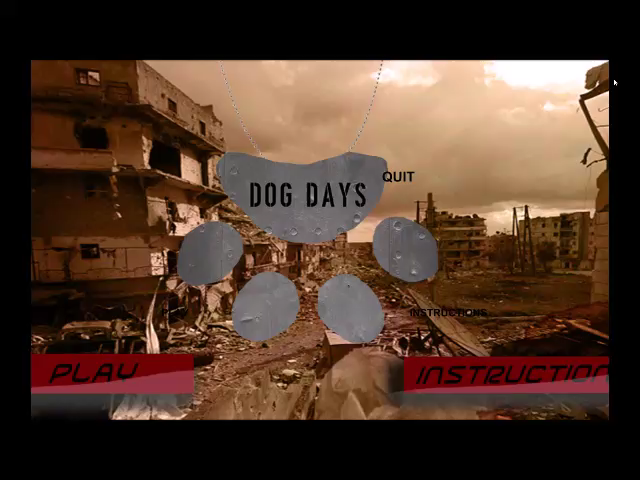 DOG DAYS
QUIT
INSTRUCTIONS
PLAY
INSTRUCTION